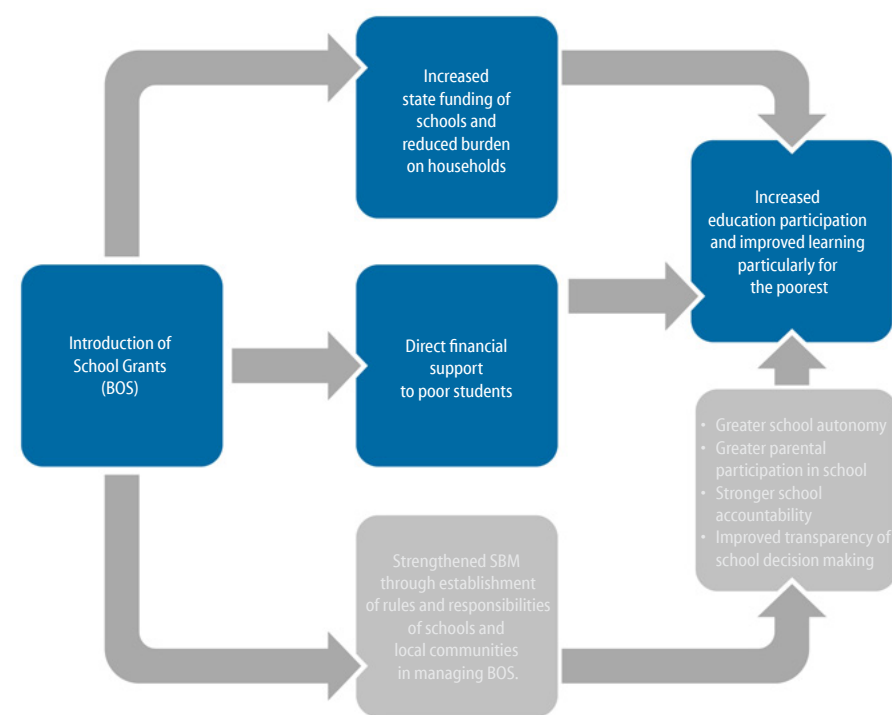 Increased
state funding of
schools and
reduced burden
on households
Increased
education participation
and improved learning
particularly for
the poorest
Introduction of
School Grants
(BOS)
Direct financial
support
to poor students
• Greater school autonomy
• Greater parental
participation in school
• Stronger school
accountability
• Improved transparency of
school decision making
Strengthened SBM
through establishment
of rules and responsibilities
of schools and
local communities
in managing BOS.